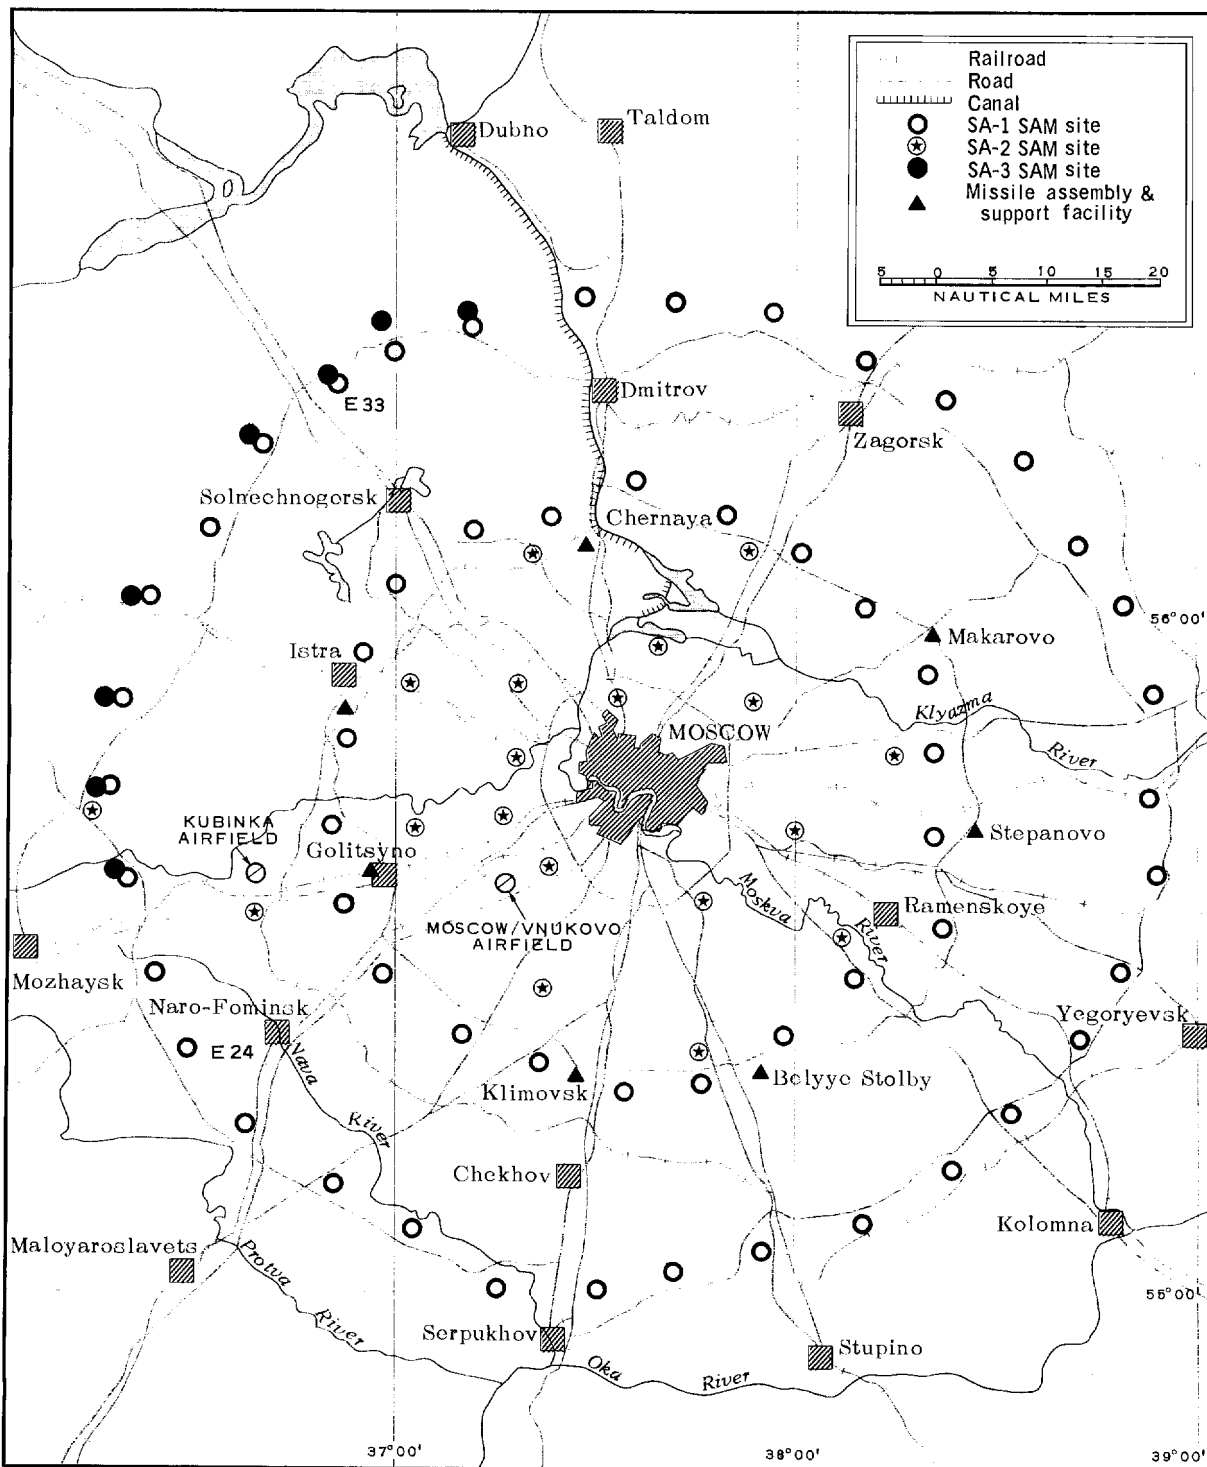 Railroad
Road
Canal
SA-1 SAM site
SA-2 SAM site
SA-3 SAM site
Missile assembly &
support facility
5 0 5 10 15 20
NAUTICAL MILES
Dubno
Taldom
Dmitrov
E 33
Zagorsk
Solnechnogorsk
Chernaya
56°00'
Makarovo
Istra
Klyazma
River
MOSCOW
KUBINKA
AIRFIELD
Golitsyno
Stepanovo
Moskva
River
Ramenskoye
MOSCOW/VNUKOVO
AIRFIELD
Mozhaysk
Naro-Fominsk
Yegoryevsk
E 24
Nava
River
Klimovsk
Belyye Stolby
Chekhov
Kolomna
Maloyaroslavets
Protva
River
55°00'
Serpukhov
Oka
River
Stupino
37°00'
38°00'
39°00'